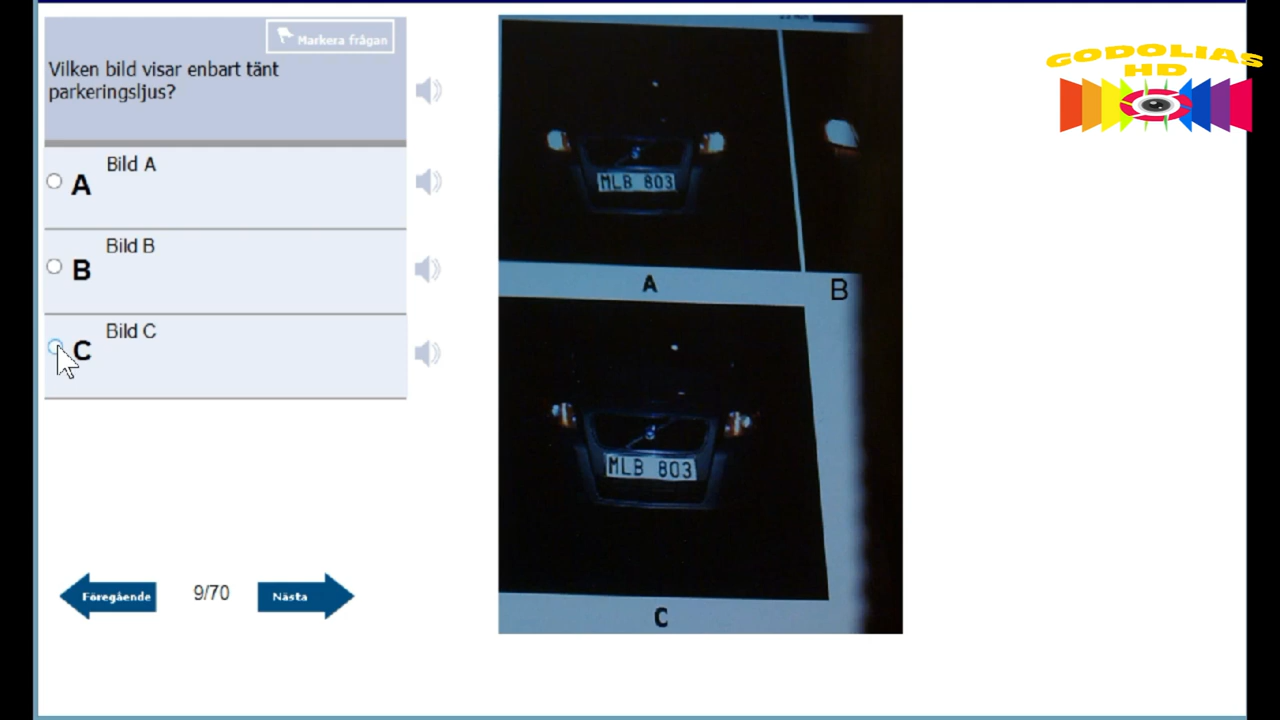 Markera frågan
Vilken bild visar enbart tänt
parkeringsljus?
Bild A
A
Bild B
B
Bild C
C
Föregående
9/70
Nästa
MLB 803
A
B
MLB 803
C
GODOLIAS
HD